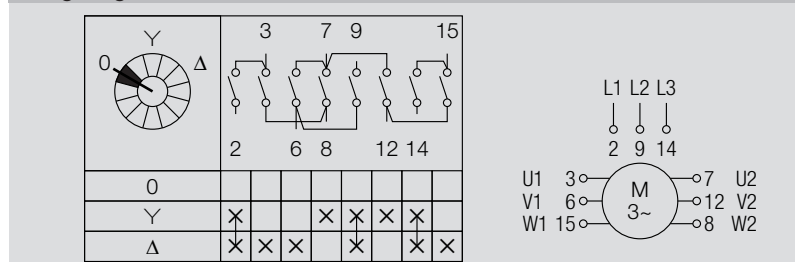 Y
0 Δ
3 7 9 15
2 6 8 12 14
0
Y × × × × ×
Δ × × × × × ×
L1 L2 L3
2 9 14
U1 3 7 U2
V1 6 12 V2
W1 15 8 W2
M
3~